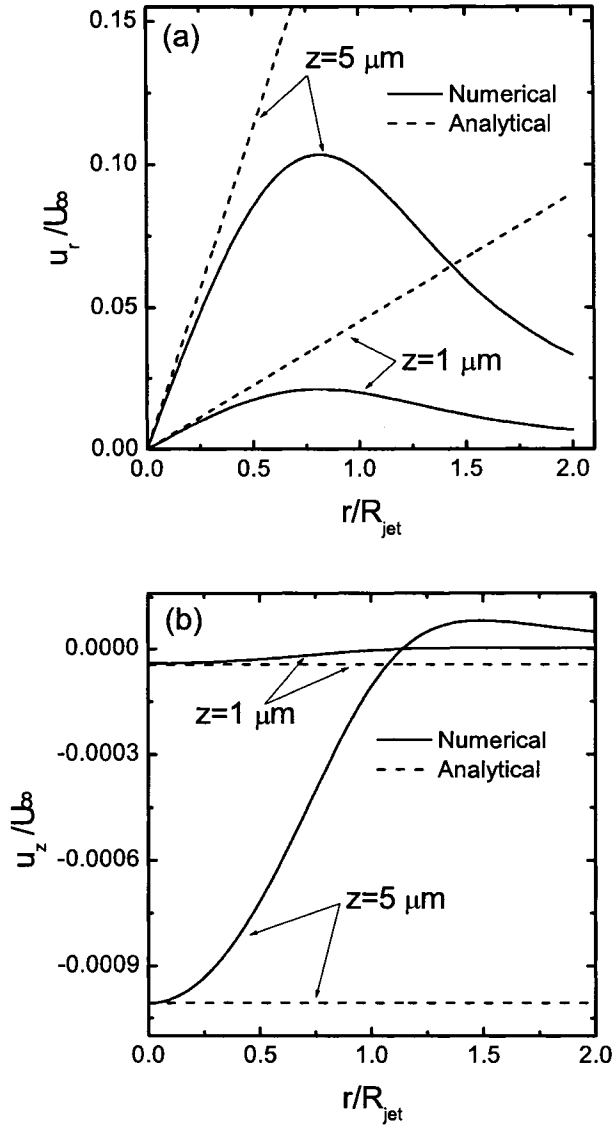 (a)
z=5 μm
Numerical
Analytical
z=1 μm
u_r /U_∞
0.15
0.10
0.05
0.00
0.0 0.5 1.0 1.5 2.0
r/R_jet
(b)
z=1 μm
Numerical
Analytical
z=5 μm
u_z /U_∞
0.0000
-0.0003
-0.0006
-0.0009
0.0 0.5 1.0 1.5 2.0
r/R_jet